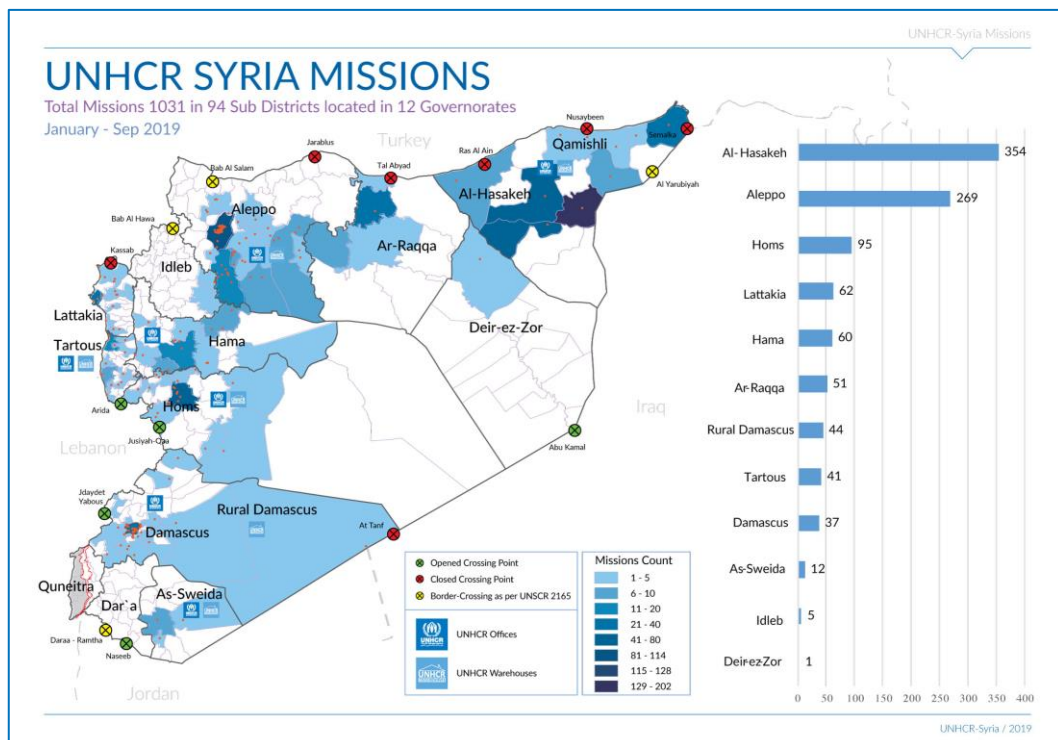 UNHCR-Syria Missions
UNHCR SYRIA MISSIONS
Total Missions 1031 in 94 Sub Districts located in 12 Governorates
January - Sep 2019
Turkey
Nusaybeen
Semalka
Jarablus
Ras Al Ain
Qamishli
Bab Al Salam
Tal Abyad
Al Yarubiyah
Al-Hasakeh
Aleppo
Bab Al Hawa
Ar-Raqqa
Kassab
Idleb
Lattakia
Deir-ez-Zor
Tartous
Hama
Homs
Arida
Iraq
Jusiyah-Qaa
Abu Kamal
Lebanon
Jdaydet
Yabous
Rural Damascus
Damascus
At Tanf
Quneitra
As-Sweida
Dar`a
Daraa - Ramtha
Naseeb
Jordan
Opened Crossing Point
Closed Crossing Point
Border-Crossing as per UNSCR 2165
UNHCR
UNHCR Offices
UNHCR
UNHCR Warehouses
Missions Count
1 - 5
6 - 10
11 - 20
21 - 40
41 - 80
81 - 114
115 - 128
129 - 202
Al-Hasakeh 354
Aleppo 269
Homs 95
Lattakia 62
Hama 60
Ar-Raqqa 51
Rural Damascus 44
Tartous 41
Damascus 37
As-Sweida 12
Idleb 5
Deir-ez-Zor 1
0 50 100 150 200 250 300 350 400
UNHCR-Syria / 2019